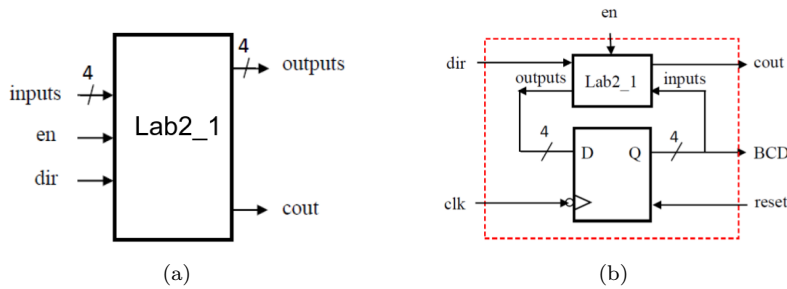 4
inputs
en
dir
Lab2_1
4
outputs
cout
(a)
en
dir
outputs
Lab2_1
inputs
cout
4
D
Q
4
BCD
clk
reset
(b)